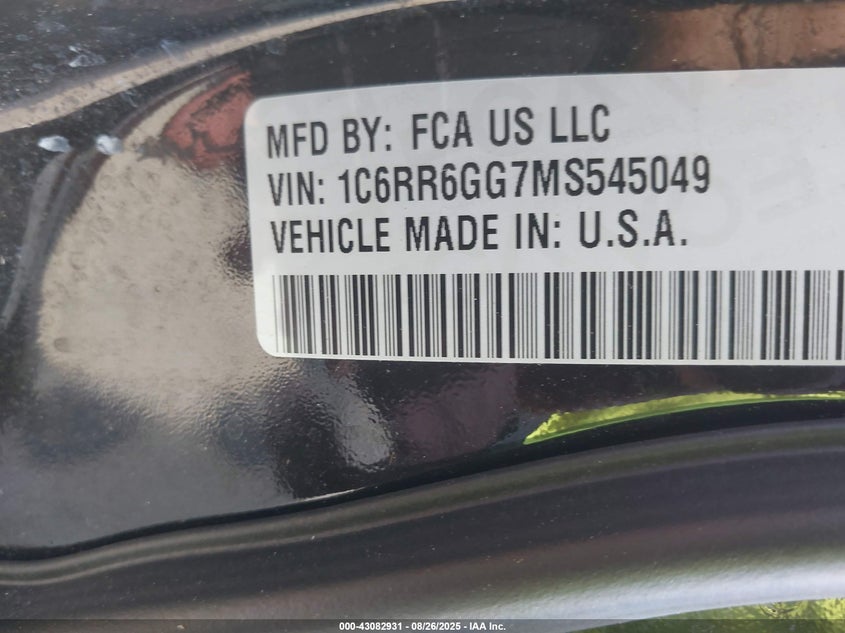 MFD BY: FCA US LLC
VIN: 1C6RR6GG7MS545049
VEHICLE MADE IN: U.S.A.
000-43082931 - 08/26/2025 - IAA Inc.